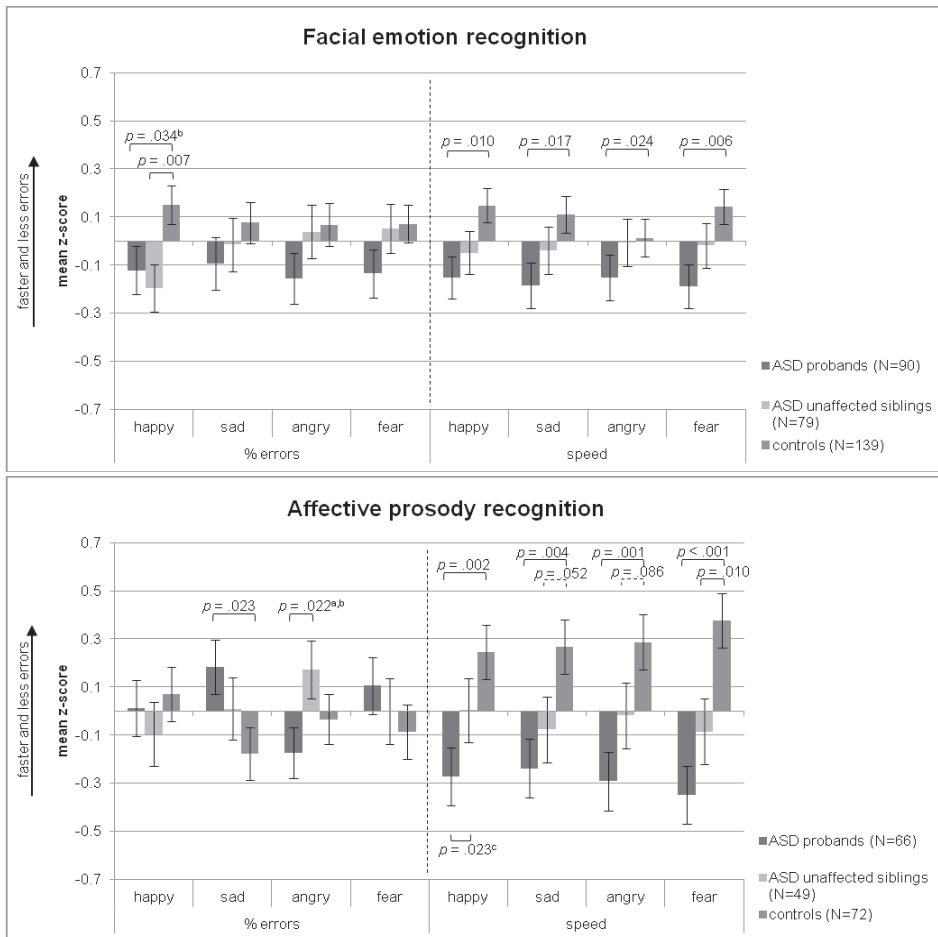 Facial emotion recognition
faster and less errors
mean z-score
0.7
0.5
0.3
0.1
-0.1
-0.3
-0.5
-0.7
p = .034b
p = .007
p = .010
p = .017
p = .024
p = .006
happy sad angry fear happy sad angry fear
% errors speed
ASD probands (N=90)
ASD unaffected siblings
(N=79)
controls (N=139)
Affective prosody recognition
faster and less errors
mean z-score
0.7
0.5
0.3
0.1
-0.1
-0.3
-0.5
-0.7
p = .023
p = .022a,b
p = .002
p = .023c
p = .004
p = .052
p = .001
p = .086
p < .001
p = .010
happy sad angry fear happy sad angry fear
% errors speed
ASD probands (N=66)
ASD unaffected siblings
(N=49)
controls (N=72)